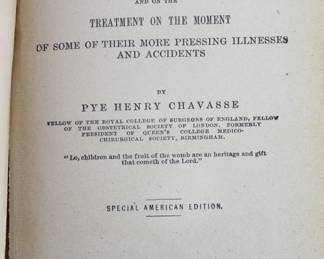 AND ON THE
TREATMENT ON THE MOMENT
OF SOME OF THEIR MORE PRESSING ILLNESSES
AND ACCIDENTS
BY
PYE HENRY CHAVASSE
FELLOW OF THE ROYAL COLLEGE OF SURGEONS OF ENGLAND, FELLOW
OF THE OBSTETRICAL SOCIETY OF LONDON, FORMERLY
PRESIDENT OF QUEEN'S COLLEGE MEDICO-
CHIRURGICAL SOCIETY, BIRMINGHAM.
"Lo, children and the fruit of the womb are an heritage and gift
that cometh of the Lord."
SPECIAL AMERICAN EDITION.